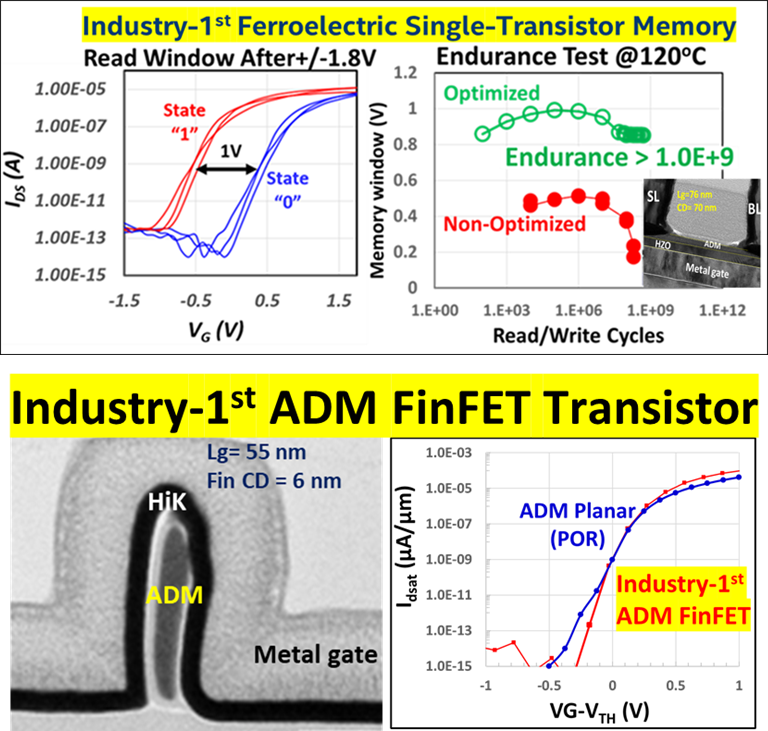 Industry-1st Ferroelectric Single-Transistor Memory
Read Window After+/-1.8V
1.00E-05
1.00E-07
1.00E-09
1.00E-11
1.00E-13
1.00E-15
IDS (A)
State
“1”
1V
State
“0”
-1.5
-0.5
0.5
1.5
VG (V)
Endurance Test @120°C
1.2
1
0.8
0.6
0.4
0.2
0
Memory window (V)
Optimized
Endurance > 1.0E+9
Non-Optimized
SL
Lg=76 nm
CD= 70 nm
BL
HZO
ADM
Metal gate
1.E+00
1.E+03
1.E+06
1.E+09
1.E+12
Read/Write Cycles
Industry-1st ADM FinFET Transistor
Lg= 55 nm
Fin CD = 6 nm
HiK
ADM
Metal gate
1.0E-03
1.0E-05
1.0E-07
1.0E-09
1.0E-11
1.0E-13
1.0E-15
Idsat (µA/µm)
ADM Planar
(POR)
Industry-1st
ADM FinFET
-1
-0.5
0
0.5
1
VG-VTH (V)